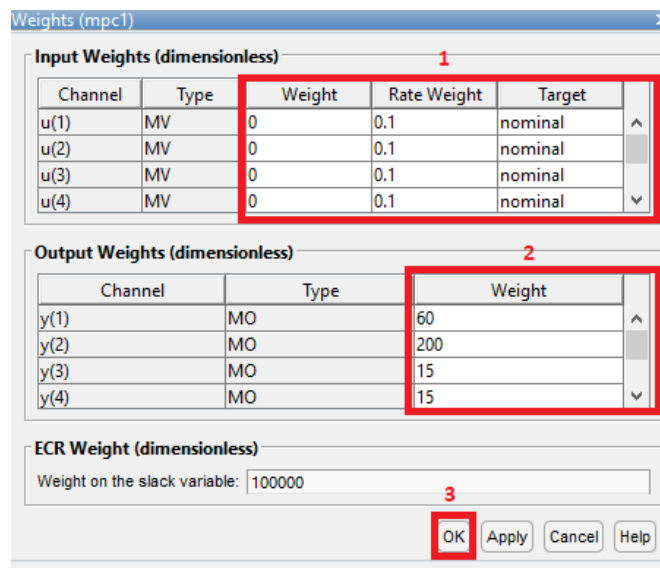 Weights (mpc1)
Input Weights (dimensionless)
1
Channel Type Weight Rate Weight Target
u(1) MV 0 0.1 nominal
u(2) MV 0 0.1 nominal
u(3) MV 0 0.1 nominal
u(4) MV 0 0.1 nominal
Output Weights (dimensionless)
2
Channel Type Weight
y(1) MO 60
y(2) MO 200
y(3) MO 15
y(4) MO 15
ECR Weight (dimensionless)
Weight on the slack variable: 100000
3
OK Apply Cancel Help